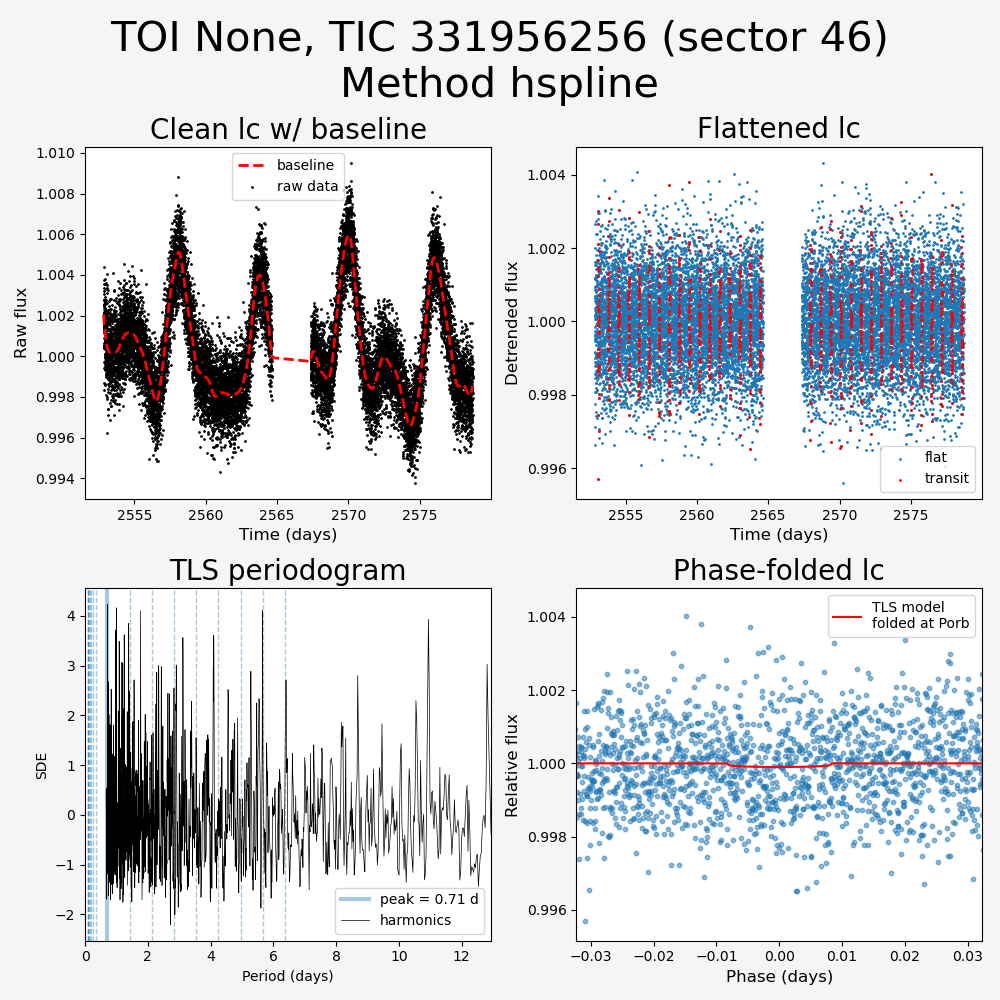 TOI None, TIC 331956256 (sector 46)
Method hspline
Clean lc w/ baseline
Flattened lc
baseline
raw data
1.010
1.008
1.006
1.004
1.002
1.000
0.998
0.996
0.994
Raw flux
2555
2560
2565
2570
2575
Time (days)
1.004
1.002
1.000
0.998
0.996
Detrended flux
flat
transit
2555
2560
2565
2570
2575
Time (days)
TLS periodogram
Phase-folded lc
4
3
2
1
0
−1
−2
SDE
peak = 0.71 d
harmonics
0
2
4
6
8
10
12
Period (days)
TLS model
folded at Porb
1.004
1.002
1.000
0.998
0.996
Relative flux
−0.03
−0.02
−0.01
0.00
0.01
0.02
0.03
Phase (days)